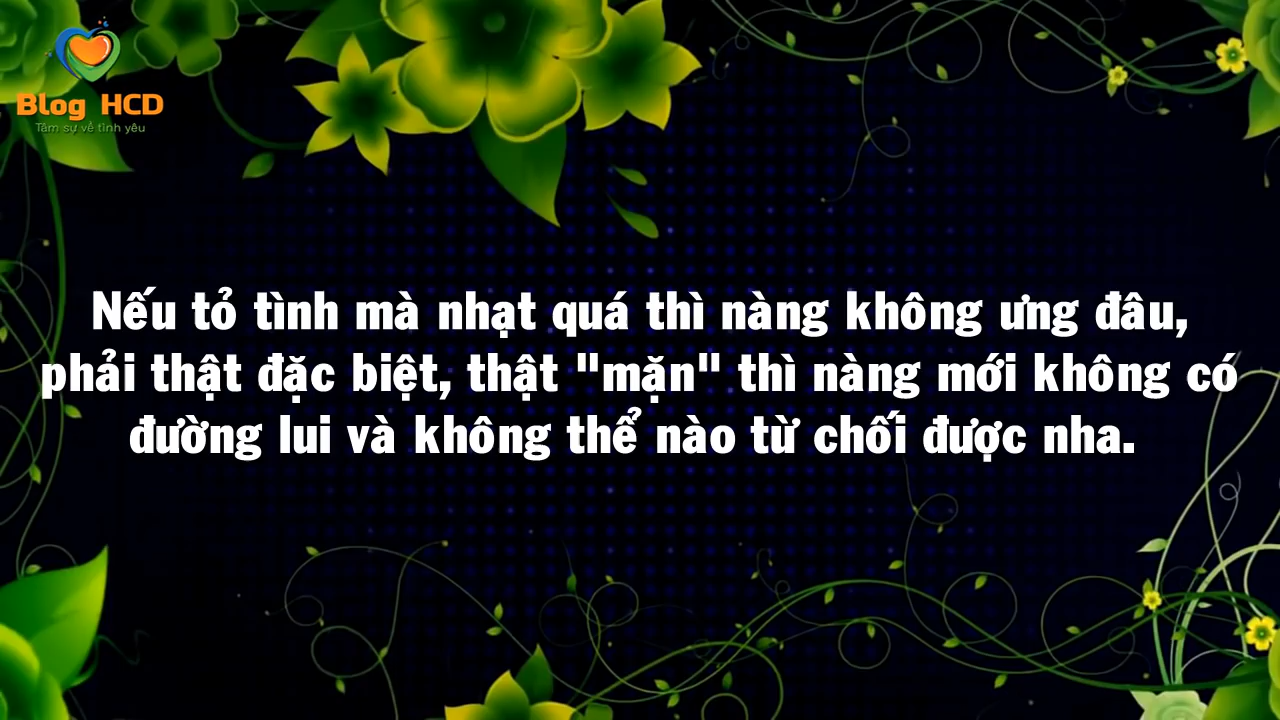 Blog HCD
Tâm sự về tình yêu
Nếu tỏ tình mà nhạt quá thì nàng không ưng đâu,
phải thật đặc biệt, thật "mặn" thì nàng mới không có
đường lui và không thể nào từ chối được nha.